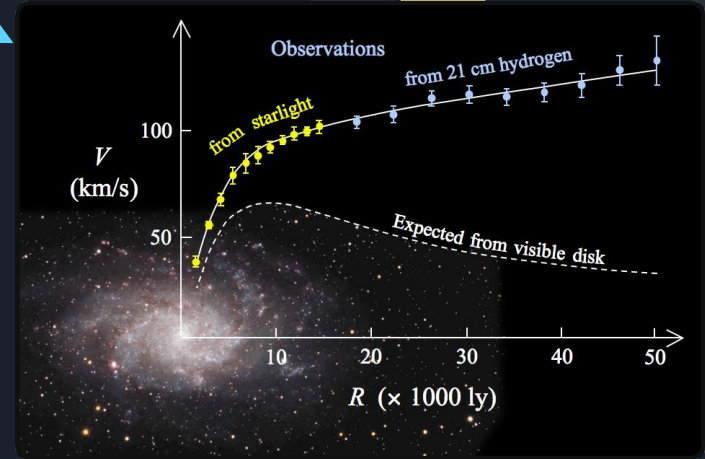 Observations
from 21 cm hydrogen
from starlight
100
V
(km/s)
50
Expected from visible disk
10
20
30
40
50
R (× 1000 ly)